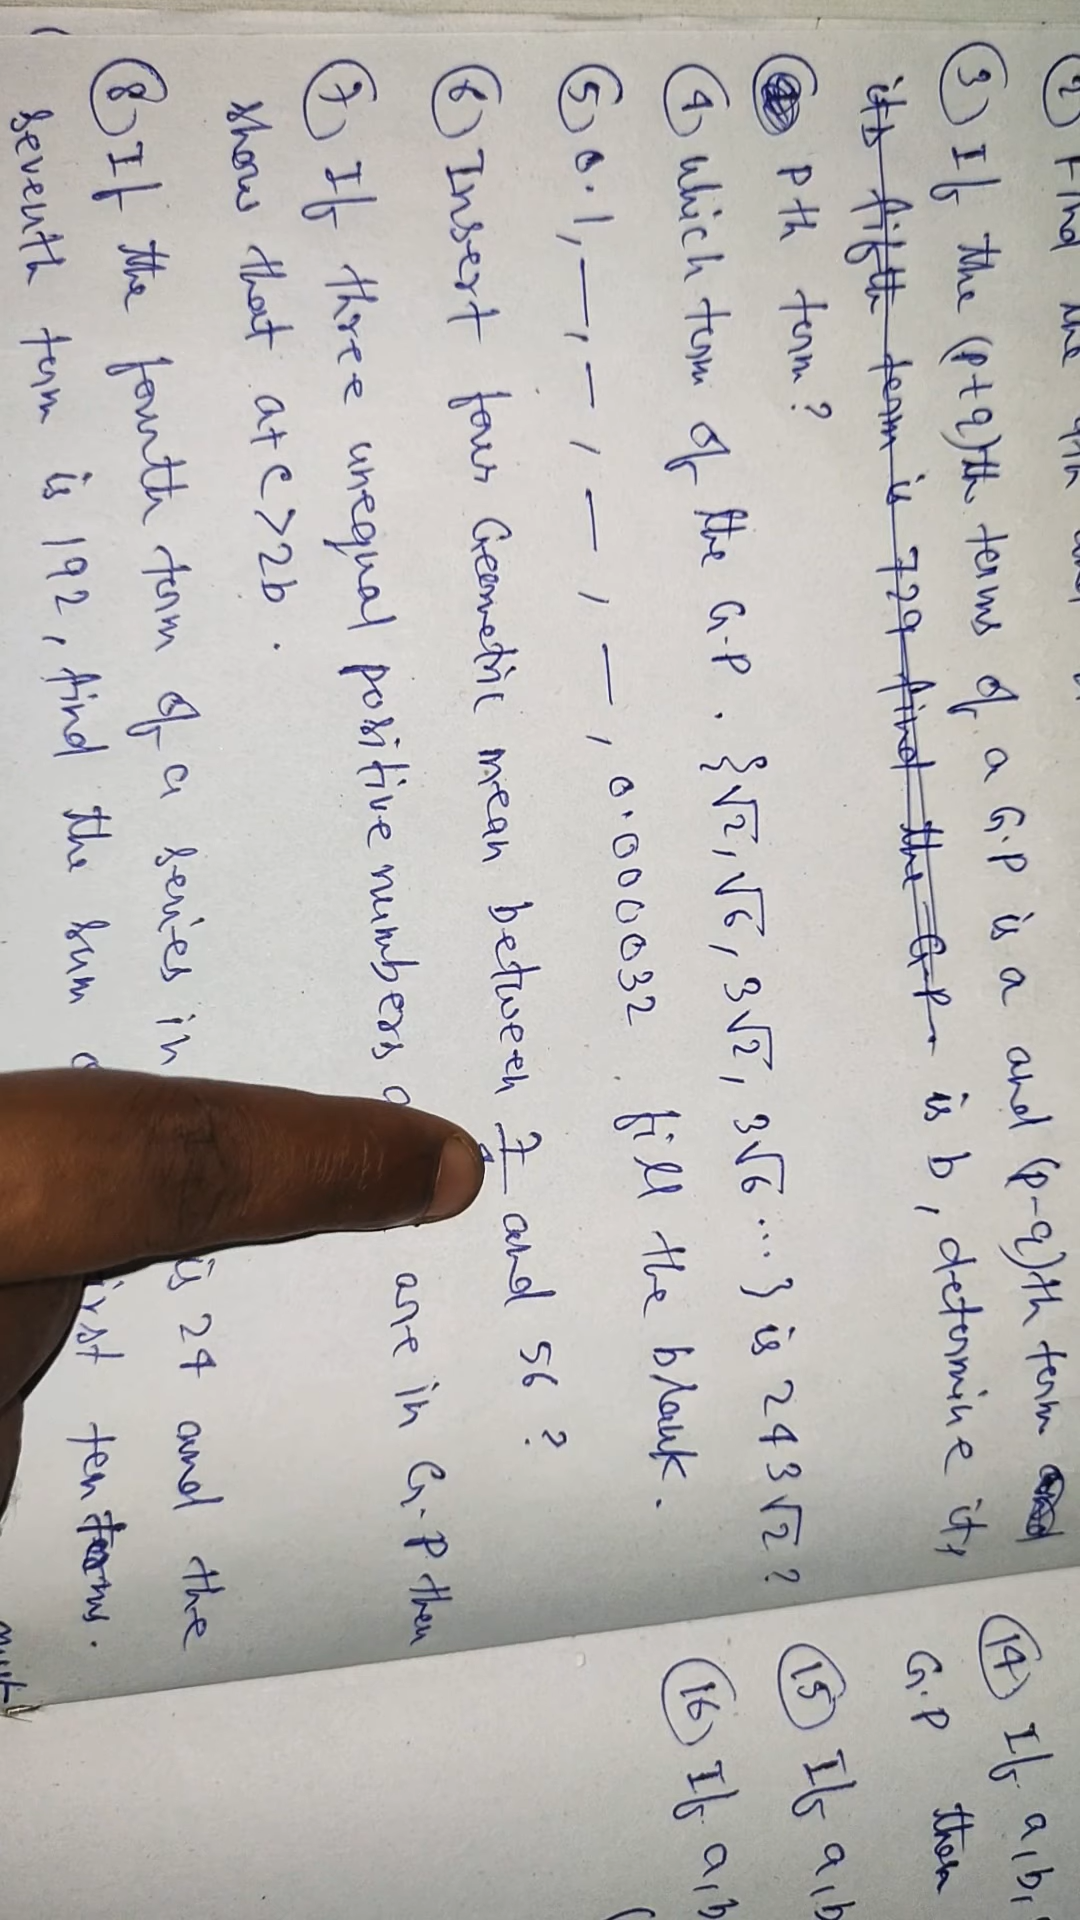 3) If the (p+q)th terms of a G.P is a and (p-q)th term
its fifth term is 729 find the G.P. is b, determine its
pth term?
4) which term of the G.P. {√2, √6, 3√2, 3√6 ...} is 243√2?
5) 0.1, —, —, —, —, 0.000032 fill the blank.
6) Insert four Geometric mean between 7 and 56?
7) If three unequal positive numbers are in G.P then
show that a+c>2b.
8) If the fourth term of a series in is 24 and the
seventh term is 192, find the sum ten terms.
14) If a,b,
G.P then
15) If a,b
16) If a,b